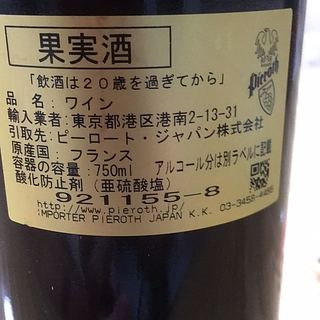 果実酒
Pieroth
「飲酒は20歳を過ぎてから」
品 名：ワイン
輸入業者：東京都港区港南2-13-31
引取先：ピーロート・ジャパン株式会社
原産国：フランス
容器の容量：750ml アルコール分は別ラベルに記載
酸化防止剤（亜硫酸塩）
921155-8
http://www.pieroth.jp/
IMPORTER PIEROTH JAPAN K.K. 03-3458-4455